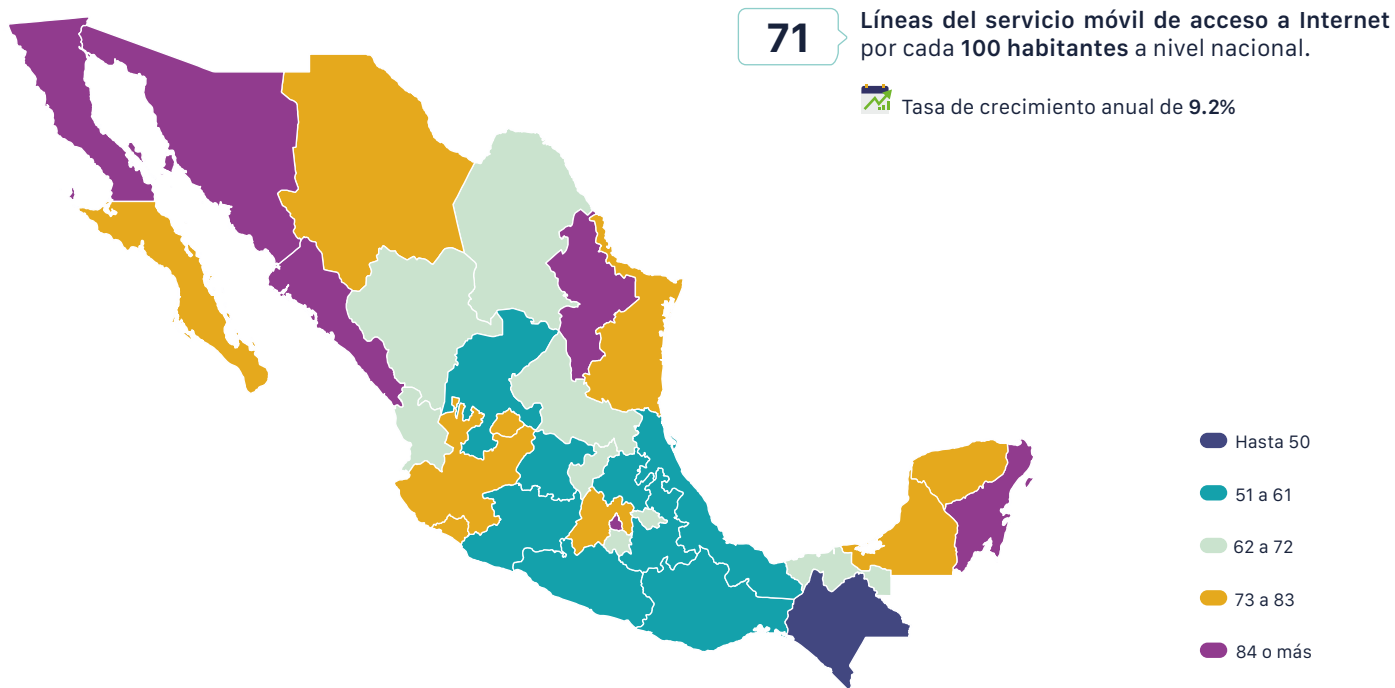 71
Líneas del servicio móvil de acceso a Internet
por cada 100 habitantes a nivel nacional.
Tasa de crecimiento anual de 9.2%
Hasta 50
51 a 61
62 a 72
73 a 83
84 o más